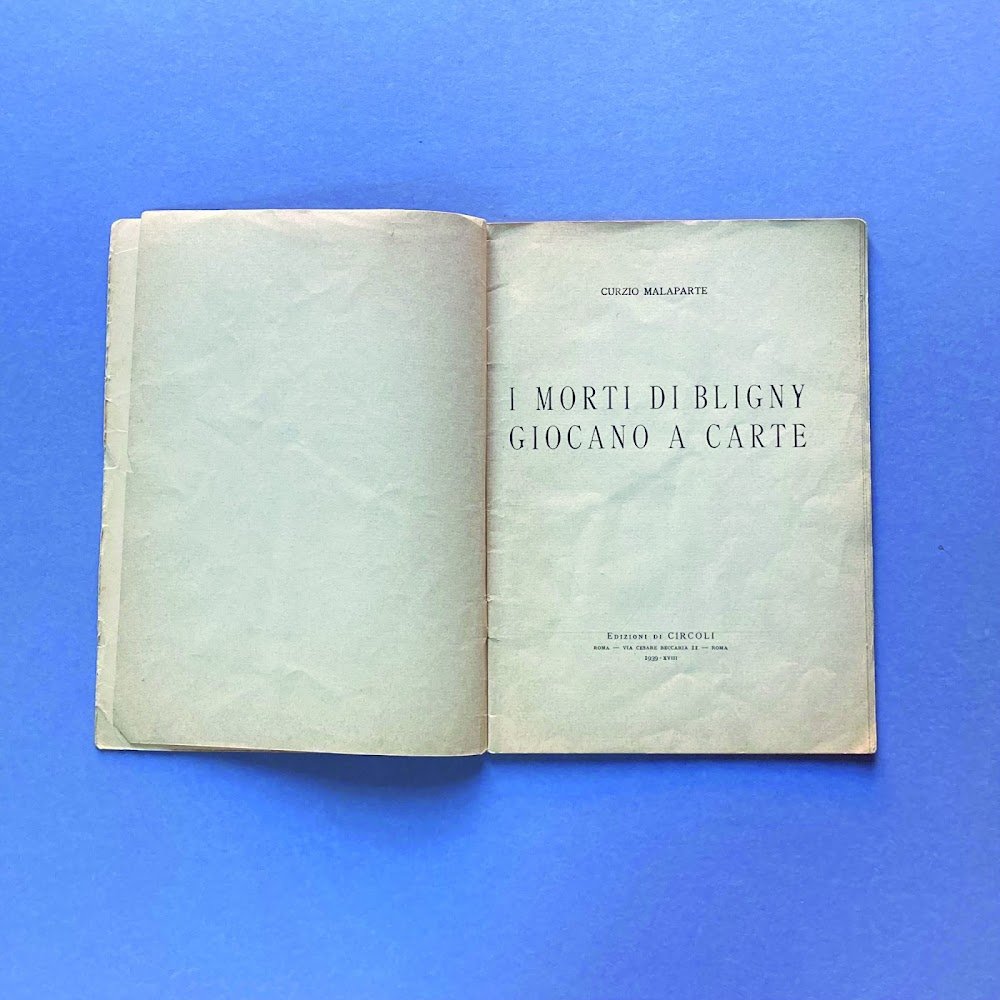 CURZIO MALAPARTE
I MORTI DI BLIGNY
GIOCANO A CARTE
EDIZIONI DI CIRCOLI
ROMA — VIA CESARE BECCARIA 11 — ROMA
1939-XVIII